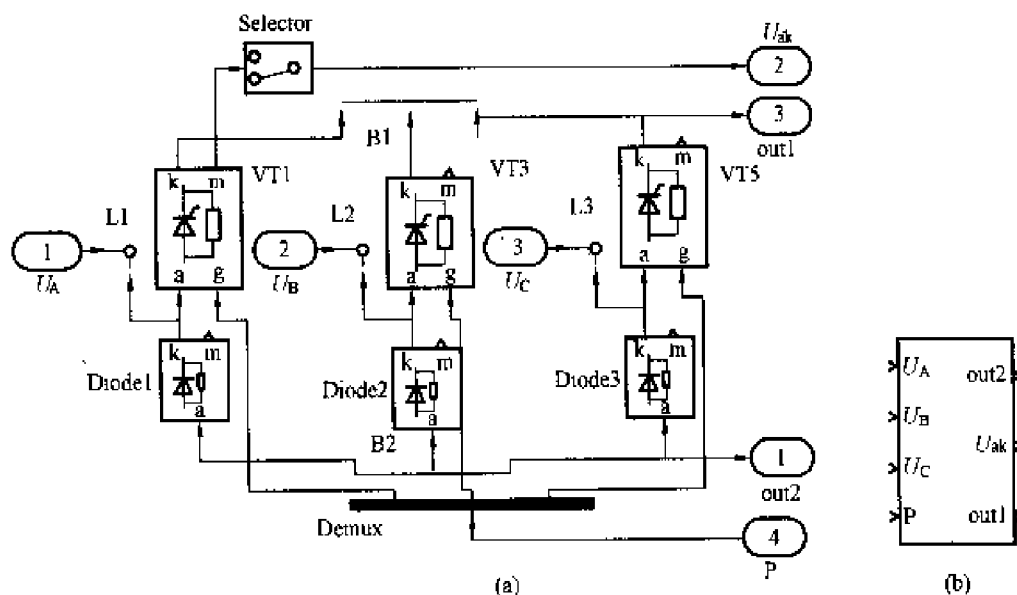 Selector
U_ak
2
3
out1
B1
k m
VT1
k m
VT3
k m
VT5
L1
L2
L3
1
U_A
2
U_B
3
U_C
a g
a g
a g
k m
Diode1
a
k m
Diode2
a
k m
Diode3
a
B2
1
out2
Demux
4
P
(a)
U_A
out2
U_B
U_ak
U_C
P
out1
(b)